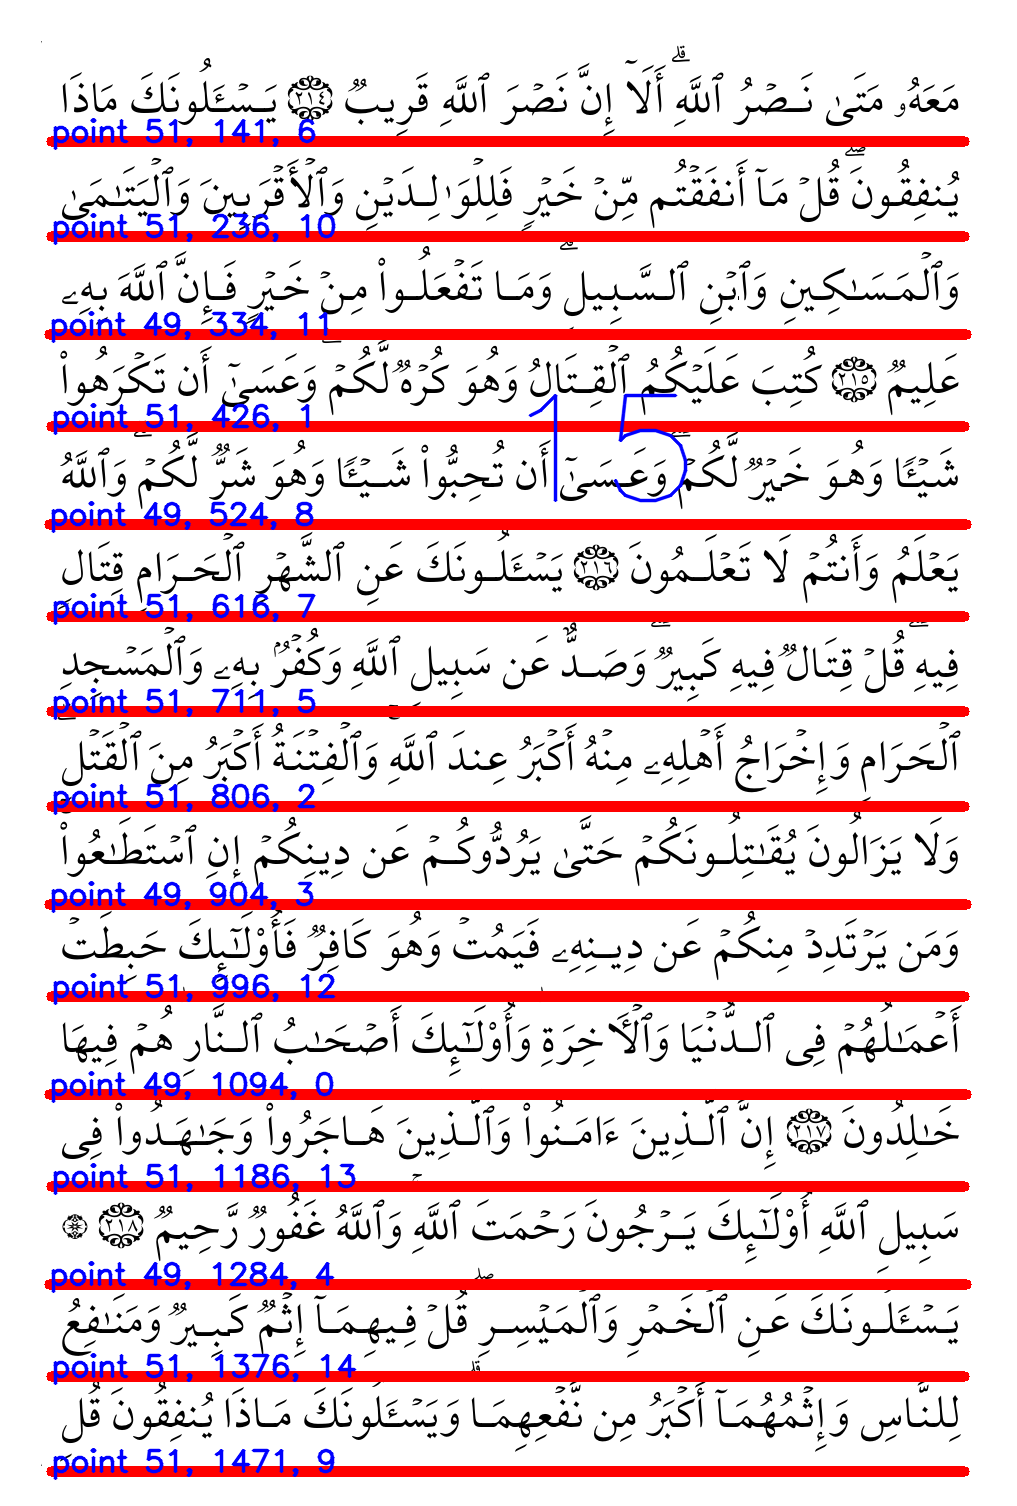 مَعَهُۥ مَتَىٰ نَصۡرُ ٱللَّهِۗ أَلَآ إِنَّ نَصۡرَ ٱللَّهِ قَرِيبٞ ٢١٤ يَسۡـَٔلُونَكَ مَاذَا
point 51, 141, 6
يُنفِقُونَۖ قُلۡ مَآ أَنفَقۡتُم مِّنۡ خَيۡرٖ فَلِلۡوَٰلِدَيۡنِ وَٱلۡأَقۡرَبِينَ وَٱلۡيَتَٰمَىٰ
point 51, 236, 10
وَٱلۡمَسَٰكِينِ وَٱبۡنِ ٱلسَّبِيلِۗ وَمَا تَفۡعَلُواْ مِنۡ خَيۡرٖ فَإِنَّ ٱللَّهَ بِهِۦ
point 49, 334, 11
عَلِيمٞ ٢١٥ كُتِبَ عَلَيۡكُمُ ٱلۡقِتَالُ وَهُوَ كُرۡهٞ لَّكُمۡۖ وَعَسَىٰٓ أَن تَكۡرَهُواْ
point 51, 426, 1
15
شَيۡـٔٗا وَهُوَ خَيۡرٞ لَّكُمۡۖ وَعَسَىٰٓ أَن تُحِبُّواْ شَيۡـٔٗا وَهُوَ شَرّٞ لَّكُمۡۚ وَٱللَّهُ
point 49, 524, 8
يَعۡلَمُ وَأَنتُمۡ لَا تَعۡلَمُونَ ٢١٦ يَسۡـَٔلُونَكَ عَنِ ٱلشَّهۡرِ ٱلۡحَرَامِ قِتَالٖ
point 51, 616, 7
فِيهِۖ قُلۡ قِتَالٞ فِيهِ كَبِيرٞۚ وَصَدٌّ عَن سَبِيلِ ٱللَّهِ وَكُفۡرُۢ بِهِۦ وَٱلۡمَسۡجِدِ
point 51, 711, 5
ٱلۡحَرَامِ وَإِخۡرَاجُ أَهۡلِهِۦ مِنۡهُ أَكۡبَرُ عِندَ ٱللَّهِۚ وَٱلۡفِتۡنَةُ أَكۡبَرُ مِنَ ٱلۡقَتۡلِۗ
point 51, 806, 2
وَلَا يَزَالُونَ يُقَٰتِلُونَكُمۡ حَتَّىٰ يَرُدُّوكُمۡ عَن دِينِكُمۡ إِنِ ٱسۡتَطَٰعُواْۚ
point 49, 904, 3
وَمَن يَرۡتَدِدۡ مِنكُمۡ عَن دِينِهِۦ فَيَمُتۡ وَهُوَ كَافِرٞ فَأُوْلَٰٓئِكَ حَبِطَتۡ
point 51, 996, 12
أَعۡمَٰلُهُمۡ فِي ٱلدُّنۡيَا وَٱلۡأٓخِرَةِۖ وَأُوْلَٰٓئِكَ أَصۡحَٰبُ ٱلنَّارِۖ هُمۡ فِيهَا
point 49, 1094, 0
خَٰلِدُونَ ٢١٧ إِنَّ ٱلَّذِينَ ءَامَنُواْ وَٱلَّذِينَ هَاجَرُواْ وَجَٰهَدُواْ فِي
point 51, 1186, 13
سَبِيلِ ٱللَّهِ أُوْلَٰٓئِكَ يَرۡجُونَ رَحۡمَتَ ٱللَّهِۚ وَٱللَّهُ غَفُورٞ رَّحِيمٞ ٢١٨
point 49, 1284, 4
يَسۡـَٔلُونَكَ عَنِ ٱلۡخَمۡرِ وَٱلۡمَيۡسِرِۖ قُلۡ فِيهِمَآ إِثۡمٞ كَبِيرٞ وَمَنَٰفِعُ
point 51, 1376, 14
لِلنَّاسِ وَإِثۡمُهُمَآ أَكۡبَرُ مِن نَّفۡعِهِمَاۗ وَيَسۡـَٔلُونَكَ مَاذَا يُنفِقُونَ قُلِ
point 51, 1471, 9